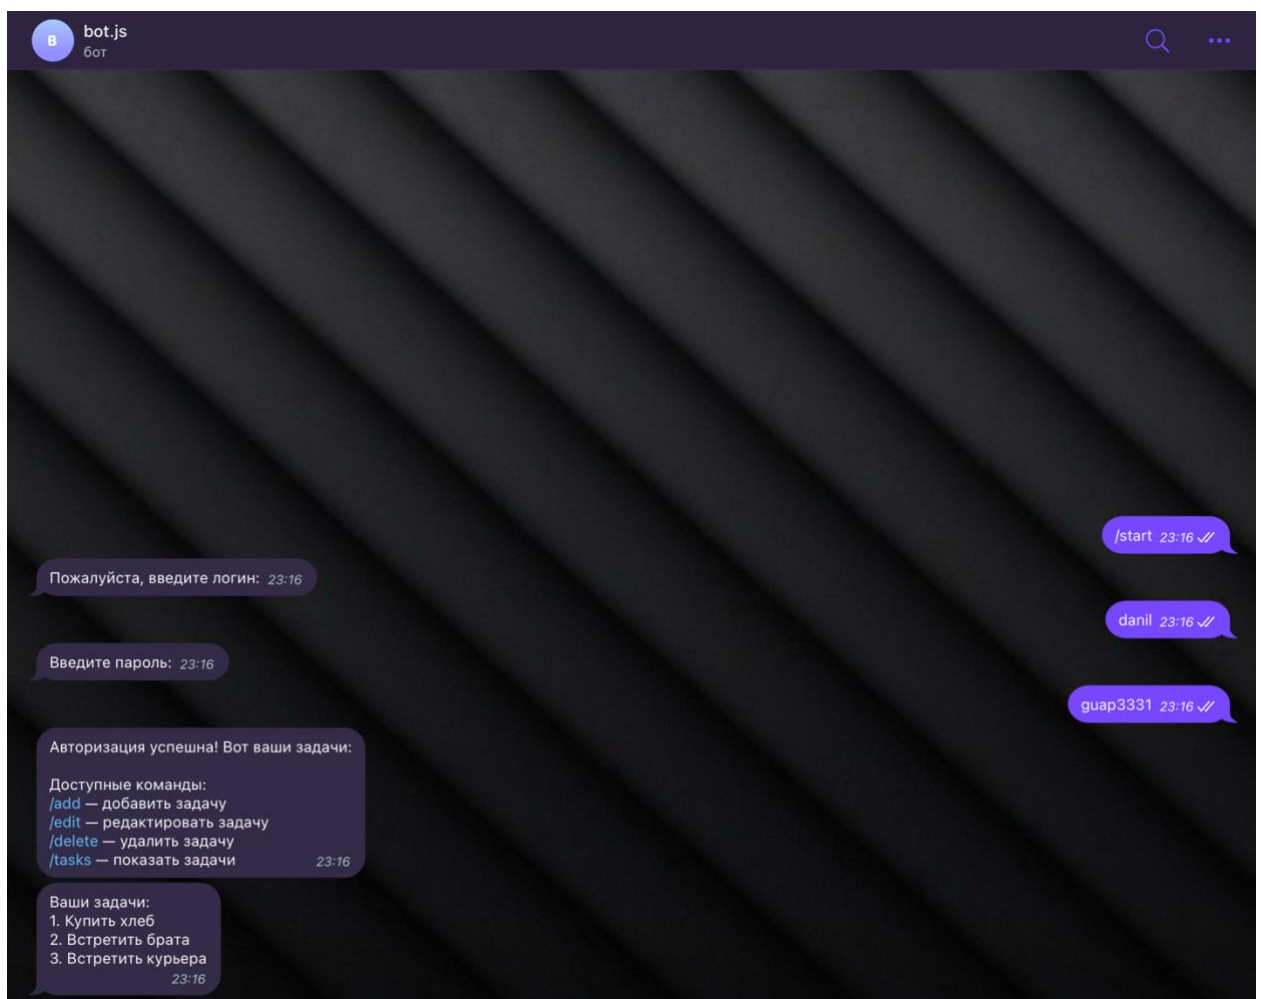 B
bot.js
бот
/start 23:16
Пожалуйста, введите логин: 23:16
danil 23:16
Введите пароль: 23:16
guap3331 23:16
Авторизация успешна! Вот ваши задачи:
Доступные команды:
/add — добавить задачу
/edit — редактировать задачу
/delete — удалить задачу
/tasks — показать задачи 23:16
Ваши задачи:
1. Купить хлеб
2. Встретить брата
3. Встретить курьера
23:16